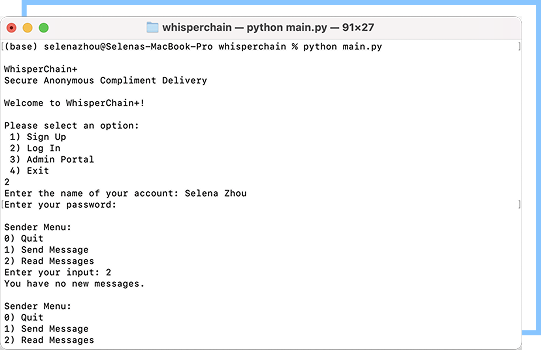 whisperchain — python main.py — 91×27
[(base) selenazhou@Selenas-MacBook-Pro whisperchain % python main.py ]
WhisperChain+
Secure Anonymous Compliment Delivery
Welcome to WhisperChain+!
Please select an option:
1) Sign Up
2) Log In
3) Admin Portal
4) Exit
2
Enter the name of your account: Selena Zhou
[Enter your password: ]
Sender Menu:
0) Quit
1) Send Message
2) Read Messages
Enter your input: 2
You have no new messages.
Sender Menu:
0) Quit
1) Send Message
2) Read Messages